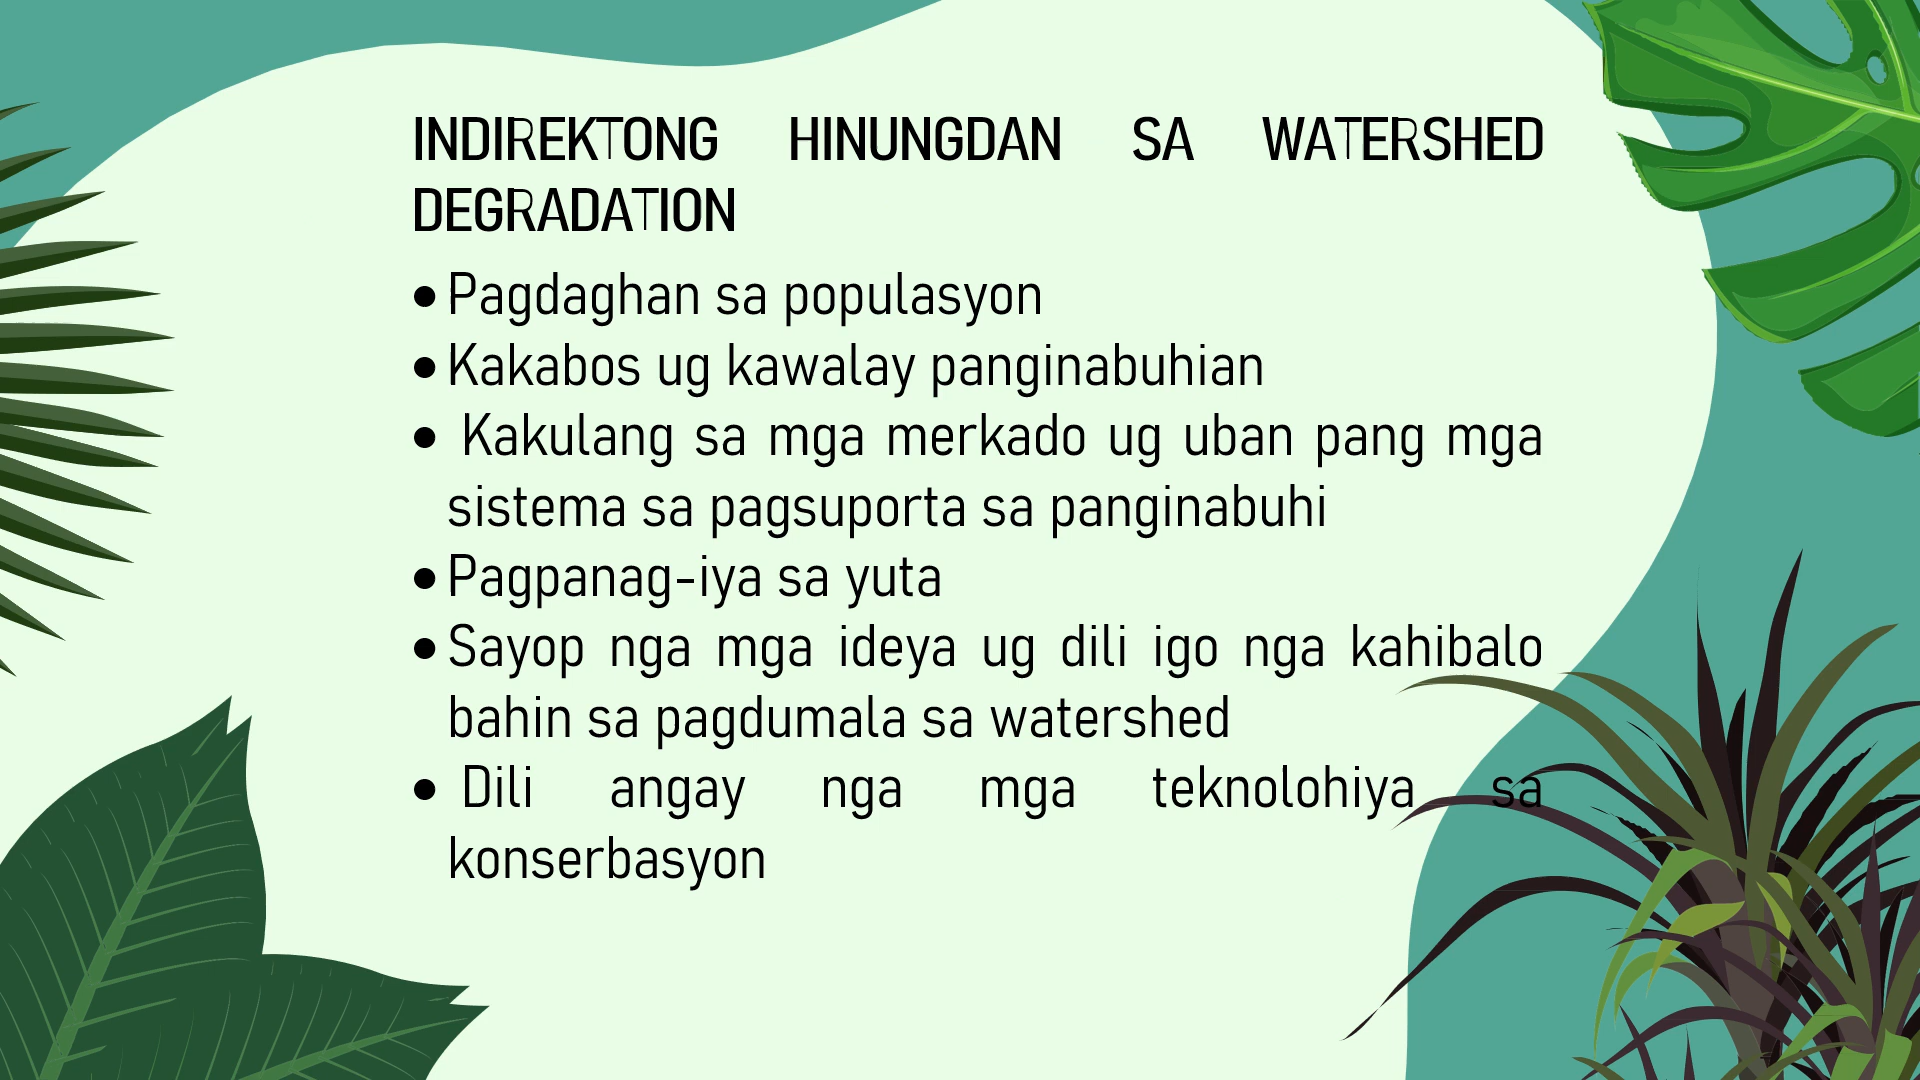 INDIREKTONG HINUNGDAN SA WATERSHED
DEGRADATION
• Pagdaghan sa populasyon
• Kakabos ug kawalay panginabuhian
• Kakulang sa mga merkado ug uban pang mga
sistema sa pagsuporta sa panginabuhi
• Pagpanag-iya sa yuta
• Sayop nga mga ideya ug dili igo nga kahibalo
bahin sa pagdumala sa watershed
• Dili angay nga mga teknolohiya sa
konserbasyon